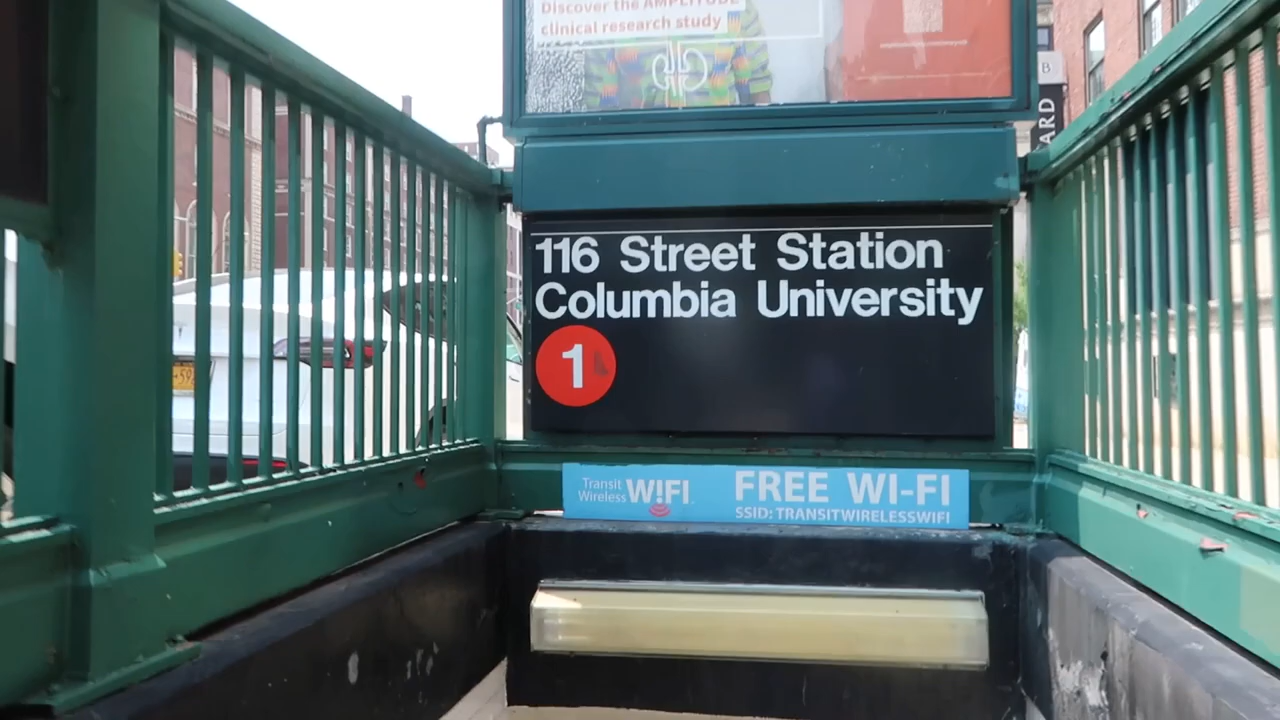 Discover the AMPLITUDE
clinical research study
B
ARD
116 Street Station
Columbia University
1
Transit
Wireless
W!FI
FREE WI-FI
SSID: TRANSITWIRELESSWIFI